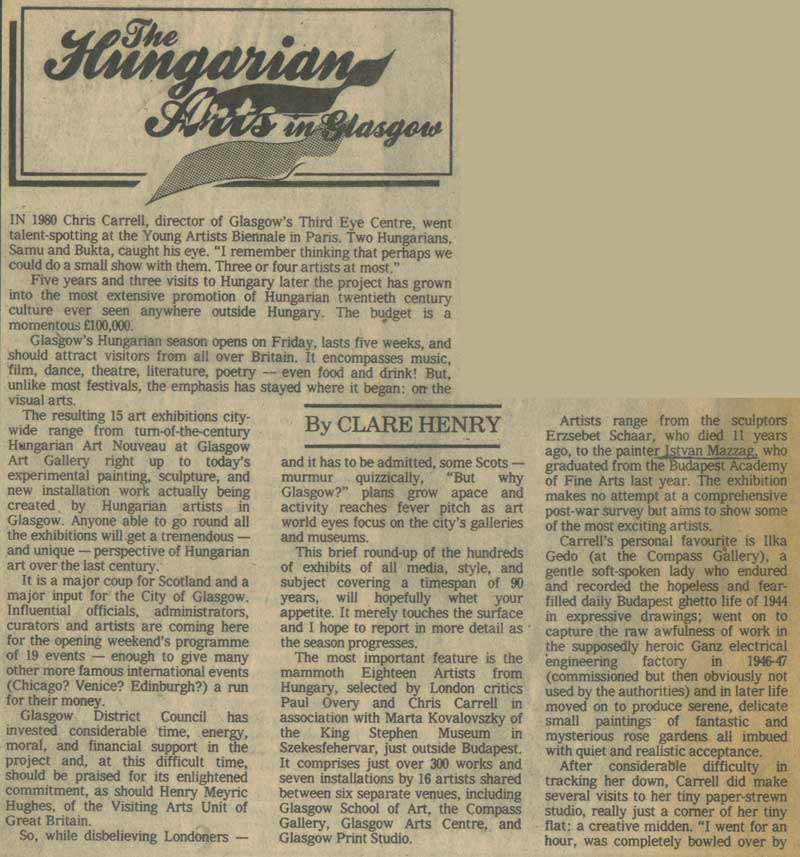 The
Hungarian
Arts in Glasgow
IN 1980 Chris Carrell, director of Glasgow's Third Eye Centre, went
talent-spotting at the Young Artists Biennale in Paris. Two Hungarians,
Samu and Bukta, caught his eye. "I remember thinking that perhaps we
could do a small show with them. Three or four artists at most."
Five years and three visits to Hungary later the project has grown
into the most extensive promotion of Hungarian twentieth century
culture ever seen anywhere outside Hungary. The budget is a
momentous £100,000.
Glasgow's Hungarian season opens on Friday, lasts five weeks, and
should attract visitors from all over Britain. It encompasses music,
film, dance, theatre, literature, poetry — even food and drink! But,
unlike most festivals, the emphasis has stayed where it began: on the
visual arts.
The resulting 15 art exhibitions city-
wide range from turn-of-the-century
Hungarian Art Nouveau at Glasgow
Art Gallery right up to today's
experimental painting, sculpture, and
new installation work actually being
created by Hungarian artists in
Glasgow. Anyone able to go round all
the exhibitions will get a tremendous —
and unique — perspective of Hungarian
art over the last century.
It is a major coup for Scotland and a
major input for the City of Glasgow.
Influential officials, administrators,
curators and artists are coming here
for the opening weekend's programme
of 19 events — enough to give many
other more famous international events
(Chicago? Venice? Edinburgh?) a run
for their money.
Glasgow District Council has
invested considerable time, energy,
moral, and financial support in the
project and, at this difficult time,
should be praised for its enlightened
commitment, as should Henry Meyric
Hughes, of the Visiting Arts Unit of
Great Britain.
So, while disbelieving Londoners —
By CLARE HENRY
and it has to be admitted, some Scots —
murmur quizzically, "But why
Glasgow?" plans grow apace and
activity reaches fever pitch as art
world eyes focus on the city's galleries
and museums.
This brief round-up of the hundreds
of exhibits of all media, style, and
subject covering a timespan of 90
years, will hopefully whet your
appetite. It merely touches the surface
and I hope to report in more detail as
the season progresses.
The most important feature is the
mammoth Eighteen Artists from
Hungary, selected by London critics
Paul Overy and Chris Carrell in
association with Marta Kovalovszky of
the King Stephen Museum in
Szekesfehervar, just outside Budapest.
It comprises just over 300 works and
seven installations by 16 artists shared
between six separate venues, including
Glasgow School of Art, the Compass
Gallery, Glasgow Arts Centre, and
Glasgow Print Studio.
Artists range from the sculptors
Erzsebet Schaar, who died 11 years
ago, to the painter Istvan Mazzag, who
graduated from the Budapest Academy
of Fine Arts last year. The exhibition
makes no attempt at a comprehensive
post-war survey but aims to show some
of the most exciting artists.
Carrell's personal favourite is Ilka
Gedo (at the Compass Gallery), a
gentle soft-spoken lady who endured
and recorded the hopeless and fear-
filled daily Budapest ghetto life of 1944
in expressive drawings; went on to
capture the raw awfulness of work in
the supposedly heroic Ganz electrical
engineering factory in 1946-47
(commissioned but then obviously not
used by the authorities) and in later life
moved on to produce serene, delicate
small paintings of fantastic and
mysterious rose gardens all imbued
with quiet and realistic acceptance.
After considerable difficulty in
tracking her down, Carrell did make
several visits to her tiny paper-strewn
studio, really just a corner of her tiny
flat: a creative midden. "I went for an
hour, was completely bowled over by